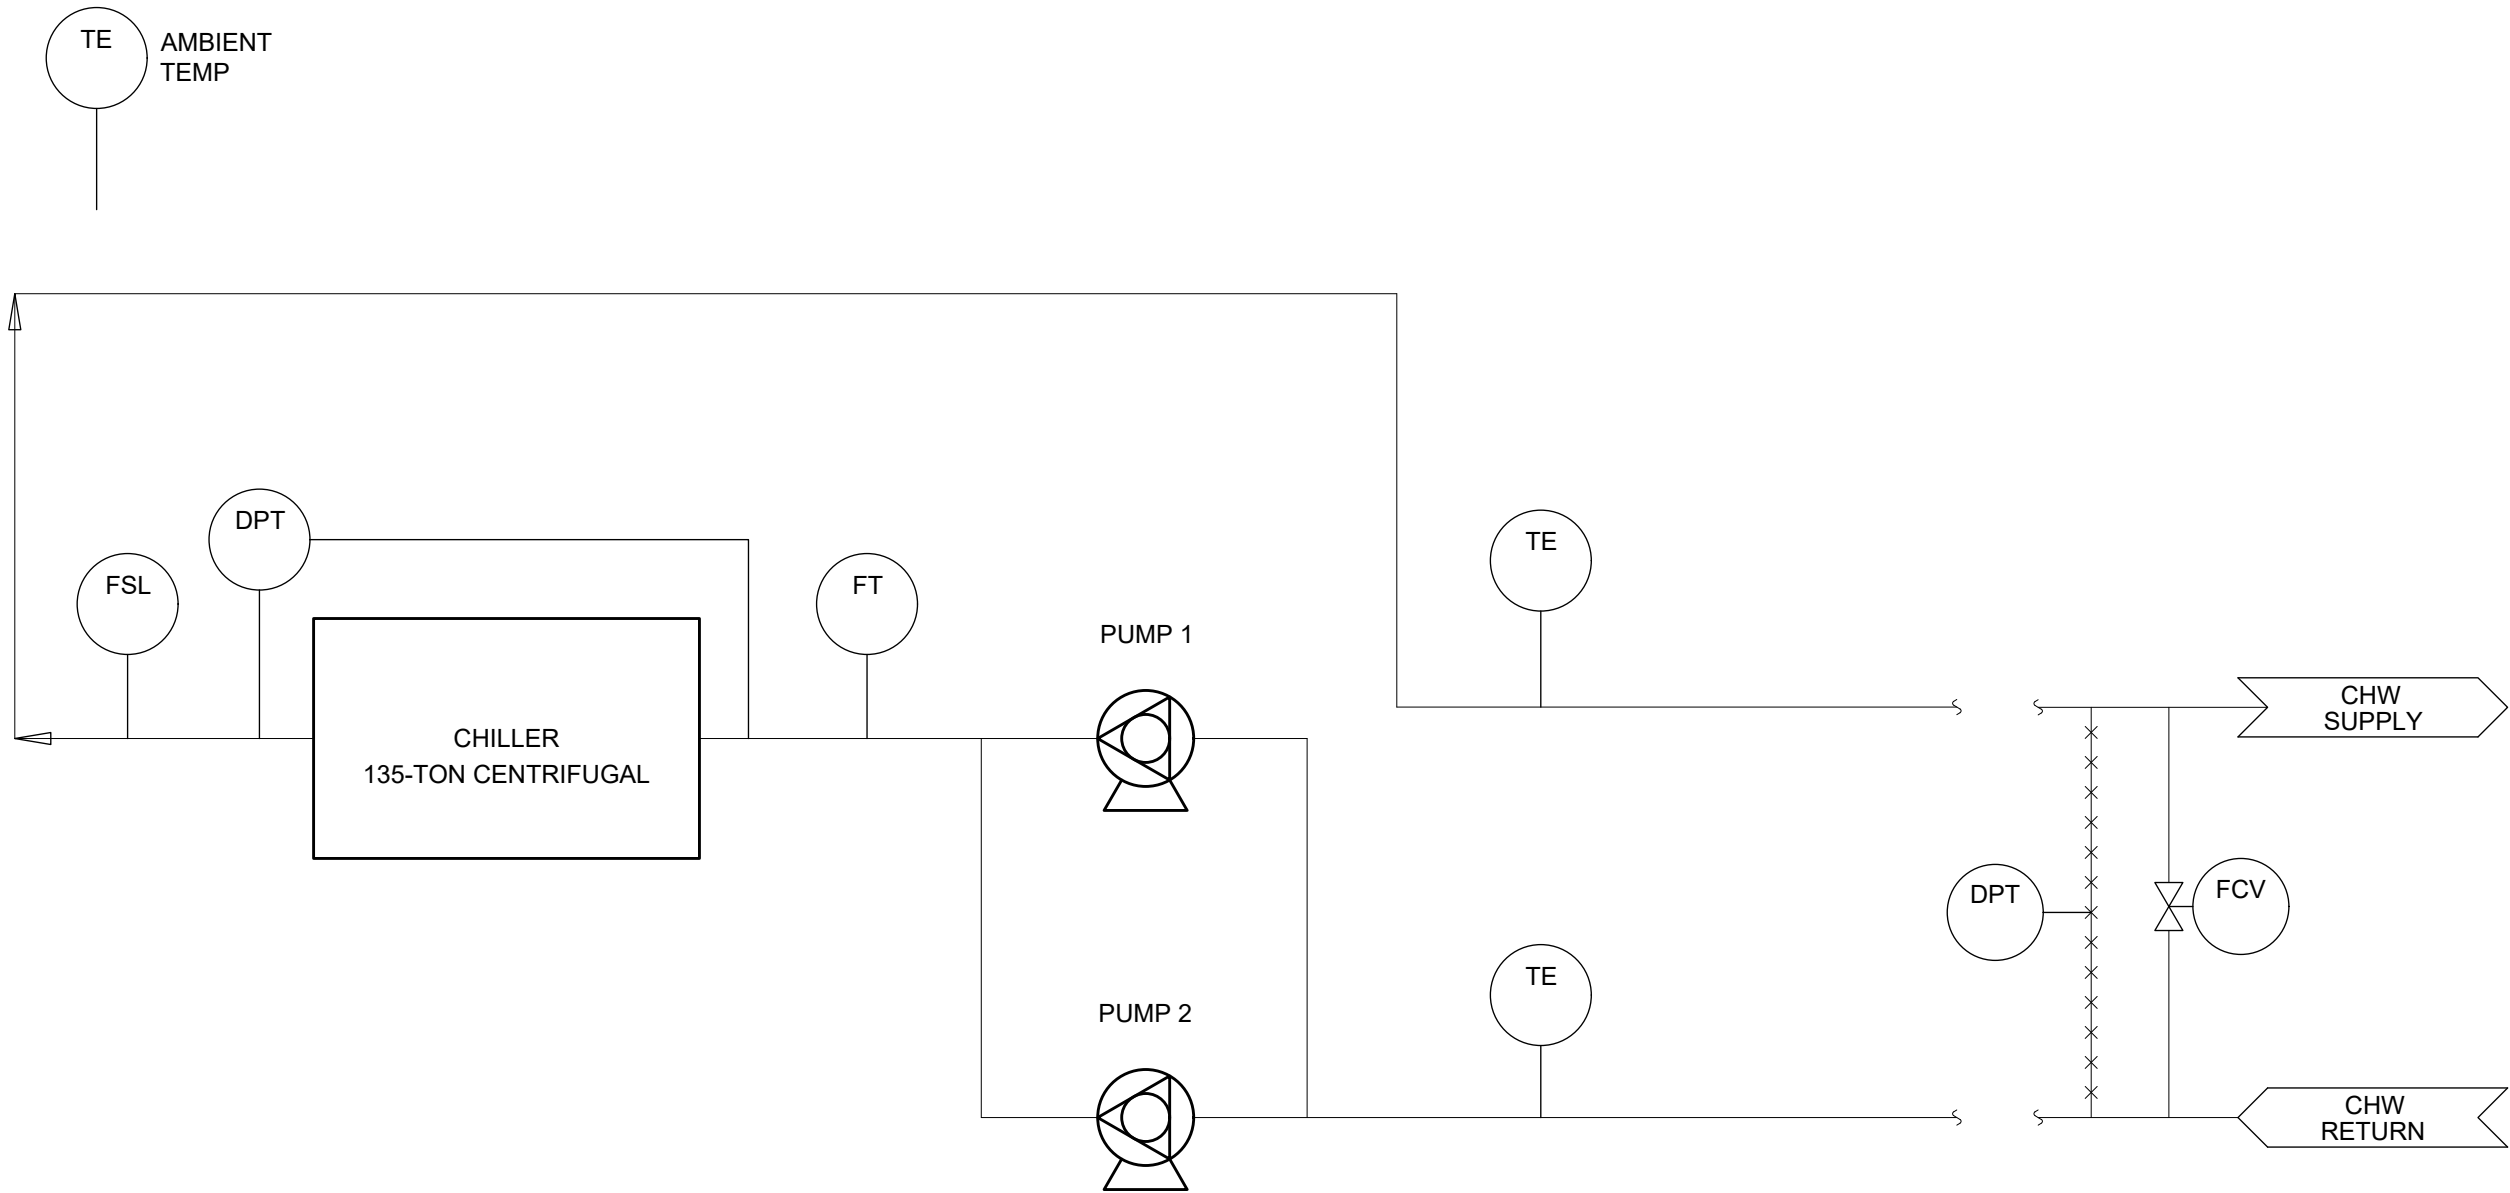 TE
AMBIENT
TEMP
DPT
FSL
FT
TE
PUMP 1
CHW
SUPPLY
CHILLER
135-TON CENTRIFUGAL
DPT
FCV
TE
PUMP 2
CHW
RETURN